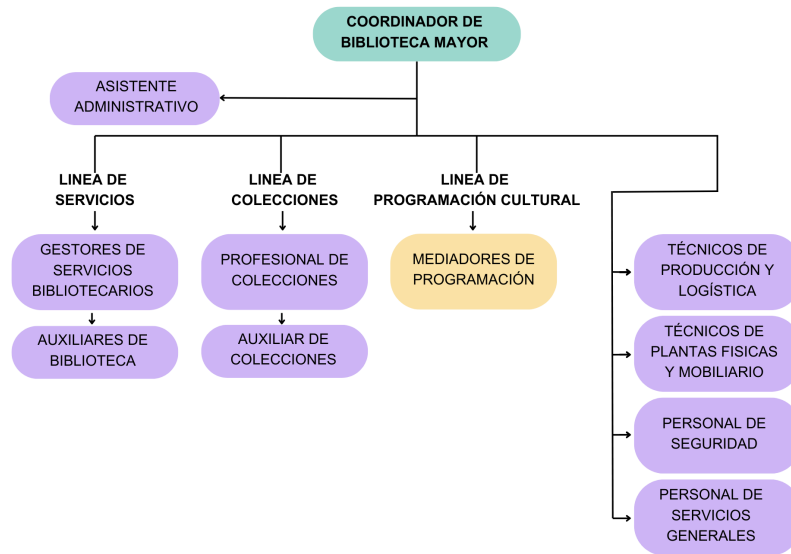 COORDINADOR DE
BIBLIOTECA MAYOR
ASISTENTE
ADMINISTRATIVO
LINEA DE
SERVICIOS
LINEA DE
COLECCIONES
LINEA DE
PROGRAMACIÓN CULTURAL
GESTORES DE
SERVICIOS
BIBLIOTECARIOS
PROFESIONAL DE
COLECCIONES
MEDIADORES DE
PROGRAMACIÓN
TÉCNICOS DE
PRODUCCIÓN Y
LOGÍSTICA
AUXILIARES DE
BIBLOTECA
AUXILIAR DE
COLECCIONES
TÉCNICOS DE
PLANTAS FISICAS
Y MOBILIARIO
PERSONAL DE
SEGURIDAD
PERSONAL DE
SERVICIOS
GENERALES